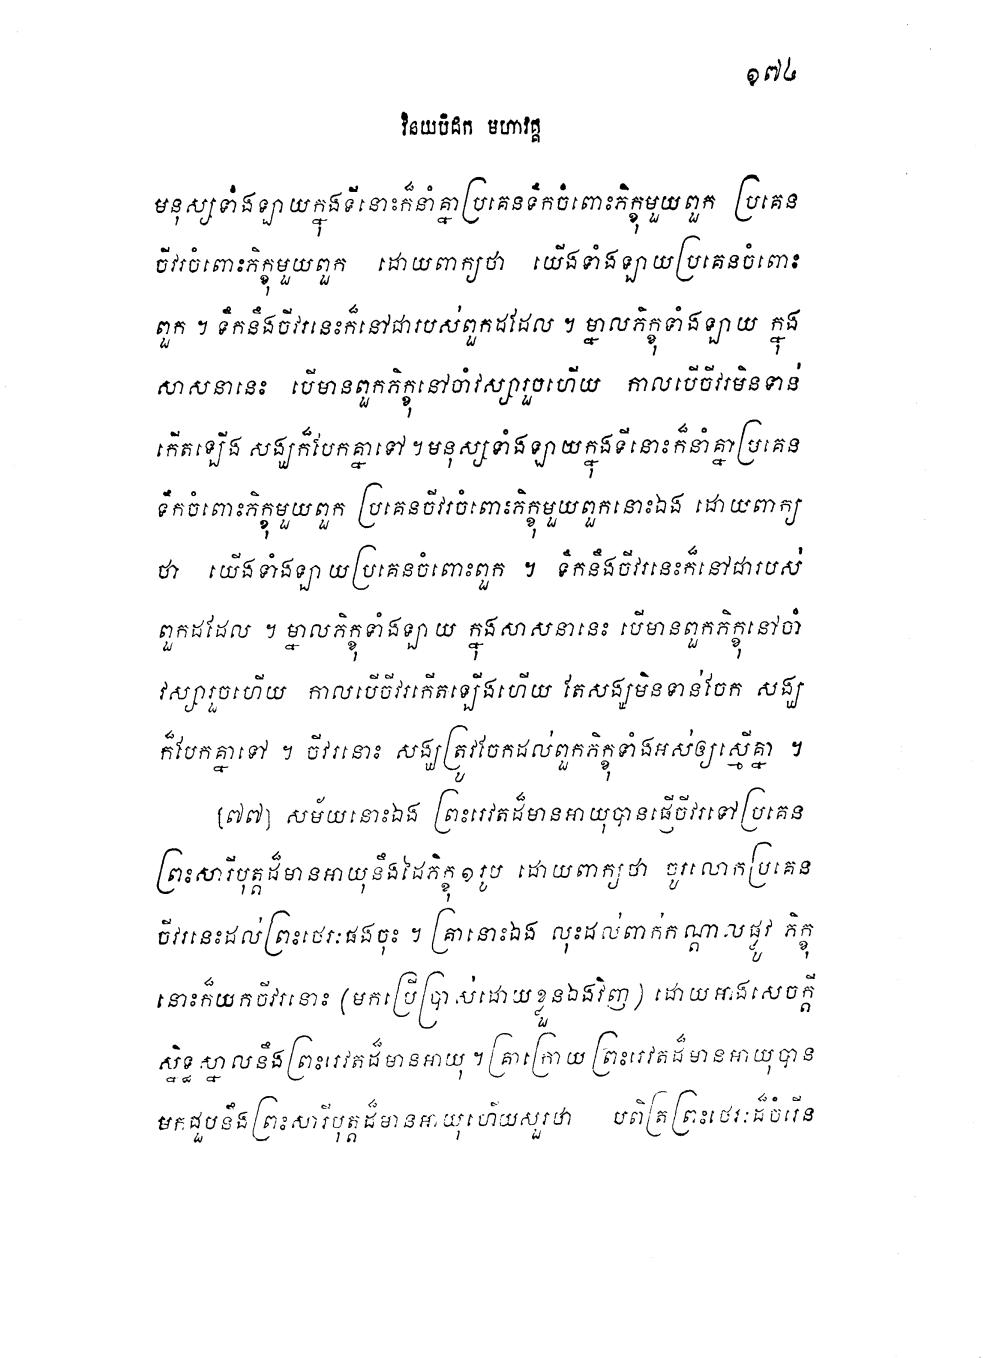 ១៧៤
វិនយបិដក មហាវគ្គ
មនុស្សទាំងឡាយក្នុងទីនោះក៏នាំគ្នាប្រគេនទឹកចំពោះភិក្ខុមួយពួក ប្រគេន
ចីវរចំពោះភិក្ខុមួយពួក ដោយពាក្យថា យើងទាំងឡាយប្រគេនចំពោះ
ពួក ។ ទឹកនឹងចីវរនេះក៏នៅជារបស់ពួកដដែល ។ ម្នាលភិក្ខុទាំងឡាយ ក្នុង
សាសនានេះ បើមានពួកភិក្ខុនៅចាំវស្សារួចហើយ កាលបើចីវរមិនទាន់
កើតឡើង សង្ឃក៏បែកគ្នាទៅ ។ មនុស្សទាំងឡាយក្នុងទីនោះក៏នាំគ្នាប្រគេន
ទឹកចំពោះភិក្ខុមួយពួក ប្រគេនចីវរចំពោះភិក្ខុមួយពួកនោះឯង ដោយពាក្យ
ថា យើងទាំងឡាយប្រគេនចំពោះពួក ។ ទឹកនឹងចីវរនេះក៏នៅជារបស់
ពួកដដែល ។ ម្នាលភិក្ខុទាំងឡាយ ក្នុងសាសនានេះ បើមានពួកភិក្ខុនៅចាំ
វស្សារួចហើយ កាលបើចីវរកើតឡើងហើយ តែសង្ឃមិនទាន់ចែក សង្ឃ
ក៏បែកគ្នាទៅ ។ ចីវរនោះ សង្ឃត្រូវចែកដល់ពួកភិក្ខុទាំងអស់ឲ្យស្មើគ្នា ។
[៧៧] សម័យនោះឯង ព្រះរេវតដ៏មានអាយុបានផ្ញើចីវរទៅប្រគេន
ព្រះសារីបុត្តដ៏មានអាយុនឹងដៃភិក្ខុ ១ រូប ដោយពាក្យថា ចូរលោកប្រគេន
ចីវរនេះដល់ព្រះថេរៈផងចុះ ។ គ្រានោះឯង លុះដល់ពាក់កណ្តាលផ្លូវ ភិក្ខុ
នោះក៏យកចីវរនោះ (មកប្រើប្រាស់ដោយខ្លួនឯងវិញ) ដោយអាងសេចក្តី
ស្និទ្ធស្នាលនឹងព្រះរេវតដ៏មានអាយុ ។ គ្រាក្រោយ ព្រះរេវតដ៏មានអាយុបាន
មកជួបនឹងព្រះសារីបុត្តដ៏មានអាយុហើយសួរថា បពិត្រព្រះថេរៈដ៏ចំរើន